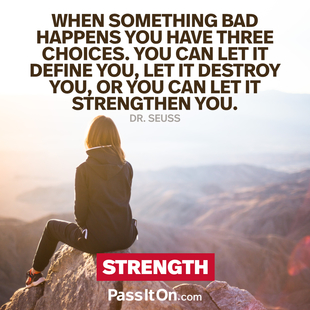 WHEN SOMETHING BAD
HAPPENS YOU HAVE THREE
CHOICES. YOU CAN LET IT
DEFINE YOU, LET IT DESTROY
YOU, OR YOU CAN LET IT
STRENGTHEN YOU.
DR. SEUSS
STRENGTH
PassItOn.com